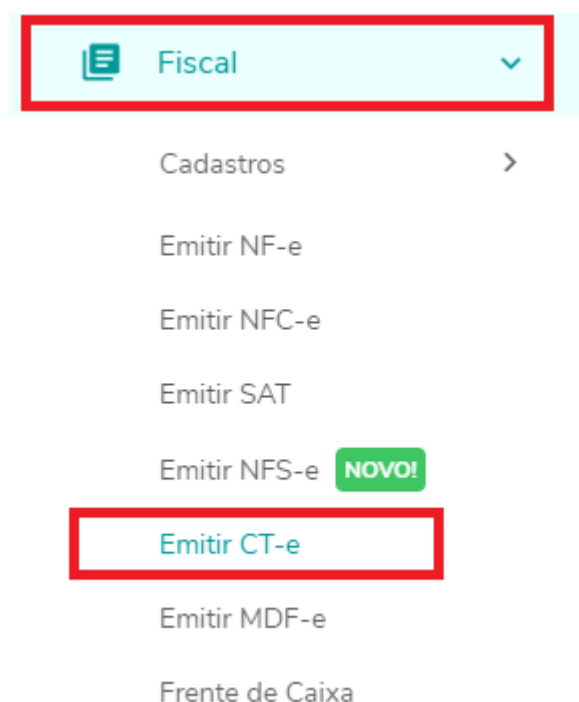 Fiscal
Cadastros
Emitir NF-e
Emitir NFC-e
Emitir SAT
Emitir NFS-e NOVO!
Emitir CT-e
Emitir MDF-e
Frente de Caixa